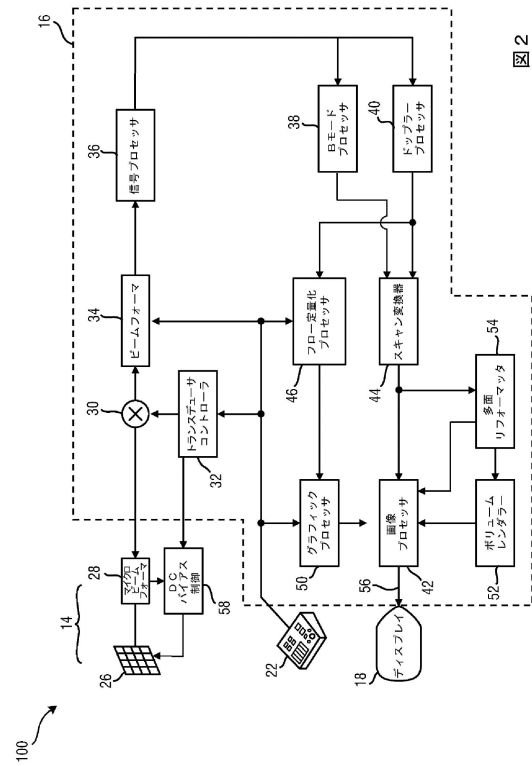 100
14
26
28
マイクロ
ビーム
フォーマ
DC
バイアス
制御
58
16
30
34
ビームフォーマ
36
信号プロセッサ
トランスデューサ
コントローラ
32
38
Bモード
プロセッサ
40
ドップラー
プロセッサ
22
46
フロー定量化
プロセッサ
44
スキャン変換器
50
グラフィック
プロセッサ
42
画像
プロセッサ
54
多面
リフォーマッタ
52
ボリューム
レンダラー
56
18
ディスプレイ
図2